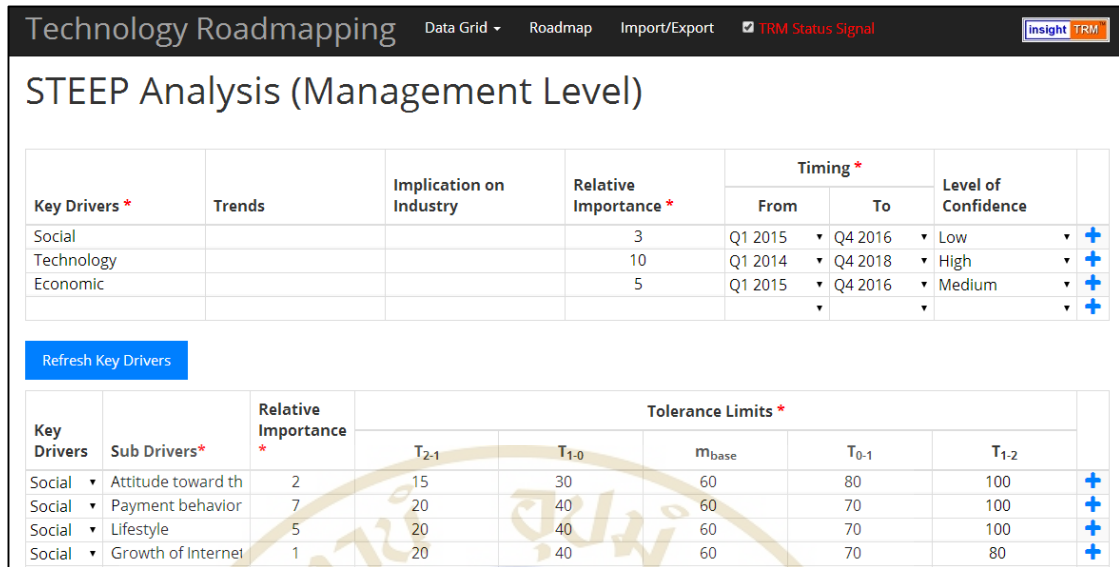 Technology Roadmapping Data Grid Roadmap Import/Export TRM Status Signal insight TRM™
STEEP Analysis (Management Level)
Timing *
Implication on Relative Level of
Key Drivers * Trends Industry Importance * From To Confidence
Social 3 Q1 2015 Q4 2016 Low
Technology 10 Q1 2014 Q4 2018 High
Economic 5 Q1 2015 Q4 2016 Medium
Refresh Key Drivers
Relative Tolerance Limits *
Key Importance
Drivers Sub Drivers* * T2-1 T1-0 mbase T0-1 T1-2
Social Attitude toward th 2 15 30 60 80 100
Social Payment behavior 7 20 40 60 70 100
Social Lifestyle 5 20 40 60 70 100
Social Growth of Internet 1 20 40 60 70 80